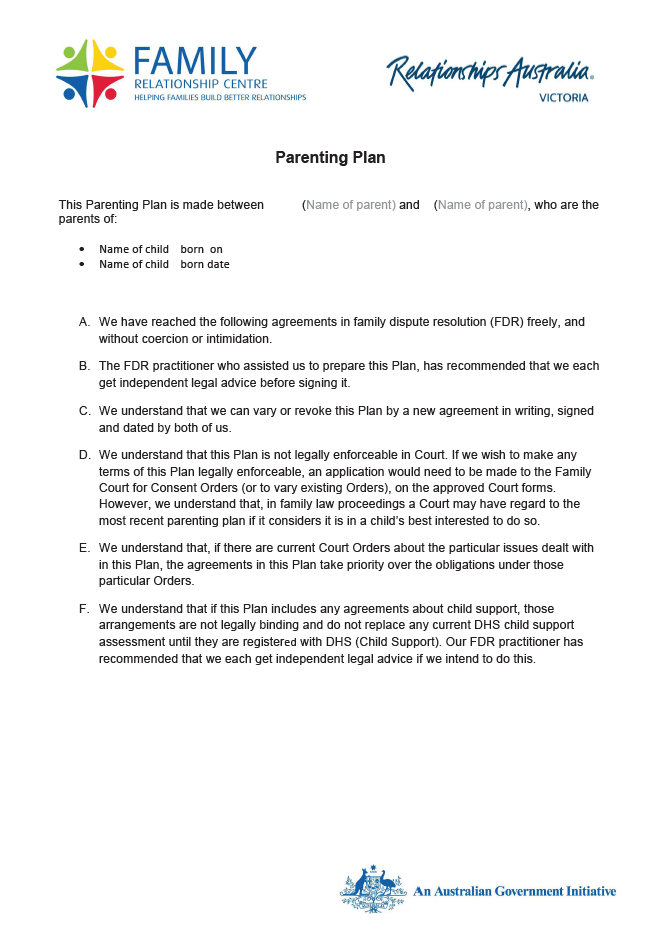 FAMILY
RELATIONSHIP CENTRE
HELPING FAMILIES BUILD BETTER RELATIONSHIPS
Relationships Australia®
VICTORIA
Parenting Plan
This Parenting Plan is made between (Name of parent) and (Name of parent), who are the
parents of:
• Name of child born on
• Name of child born date
A. We have reached the following agreements in family dispute resolution (FDR) freely, and
without coercion or intimidation.
B. The FDR practitioner who assisted us to prepare this Plan, has recommended that we each
get independent legal advice before signing it.
C. We understand that we can vary or revoke this Plan by a new agreement in writing, signed
and dated by both of us.
D. We understand that this Plan is not legally enforceable in Court. If we wish to make any
terms of this Plan legally enforceable, an application would need to be made to the Family
Court for Consent Orders (or to vary existing Orders), on the approved Court forms.
However, we understand that, in family law proceedings a Court may have regard to the
most recent parenting plan if it considers it is in a child's best interested to do so.
E. We understand that, if there are current Court Orders about the particular issues dealt with
in this Plan, the agreements in this Plan take priority over the obligations under those
particular Orders.
F. We understand that if this Plan includes any agreements about child support, those
arrangements are not legally binding and do not replace any current DHS child support
assessment until they are registered with DHS (Child Support). Our FDR practitioner has
recommended that we each get independent legal advice if we intend to do this.
An Australian Government Initiative